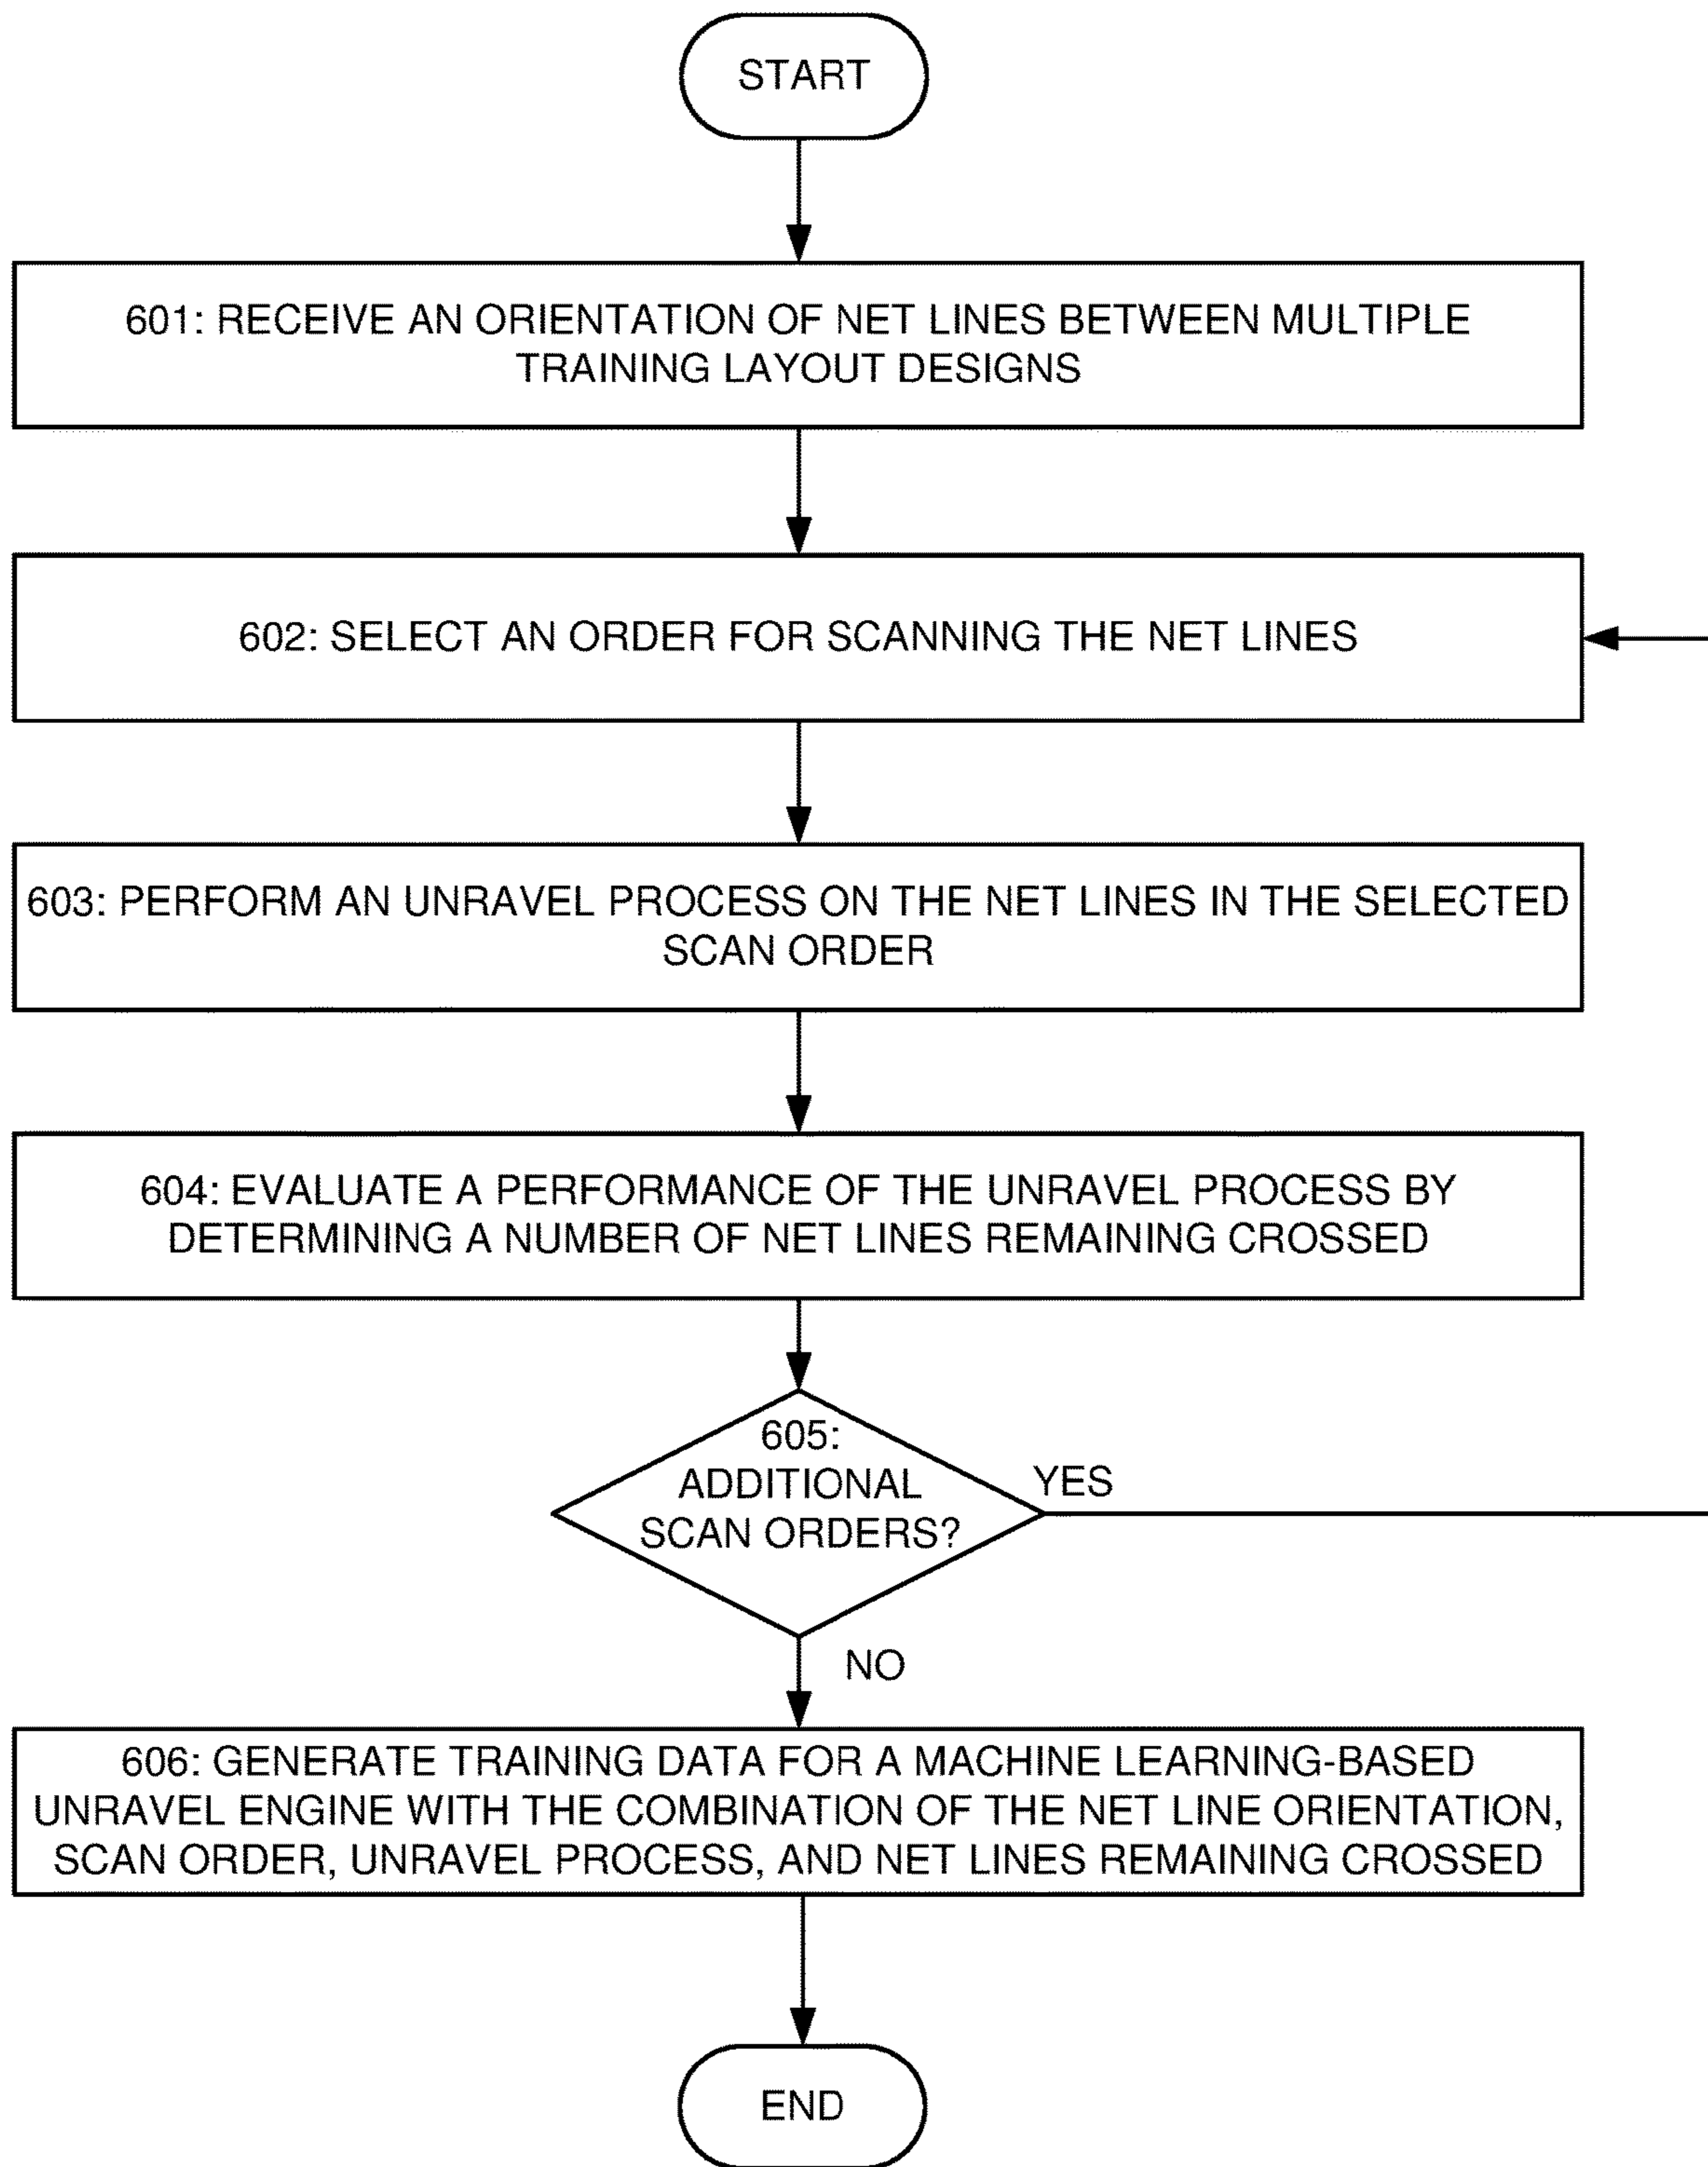 START
601: RECEIVE AN ORIENTATION OF NET LINES BETWEEN MULTIPLE
TRAINING LAYOUT DESIGNS
602: SELECT AN ORDER FOR SCANNING THE NET LINES
603: PERFORM AN UNRAVEL PROCESS ON THE NET LINES IN THE SELECTED
SCAN ORDER
604: EVALUATE A PERFORMANCE OF THE UNRAVEL PROCESS BY
DETERMINING A NUMBER OF NET LINES REMAINING CROSSED
605:
ADDITIONAL
SCAN ORDERS?
YES
NO
606: GENERATE TRAINING DATA FOR A MACHINE LEARNING-BASED
UNRAVEL ENGINE WITH THE COMBINATION OF THE NET LINE ORIENTATION,
SCAN ORDER, UNRAVEL PROCESS, AND NET LINES REMAINING CROSSED
END